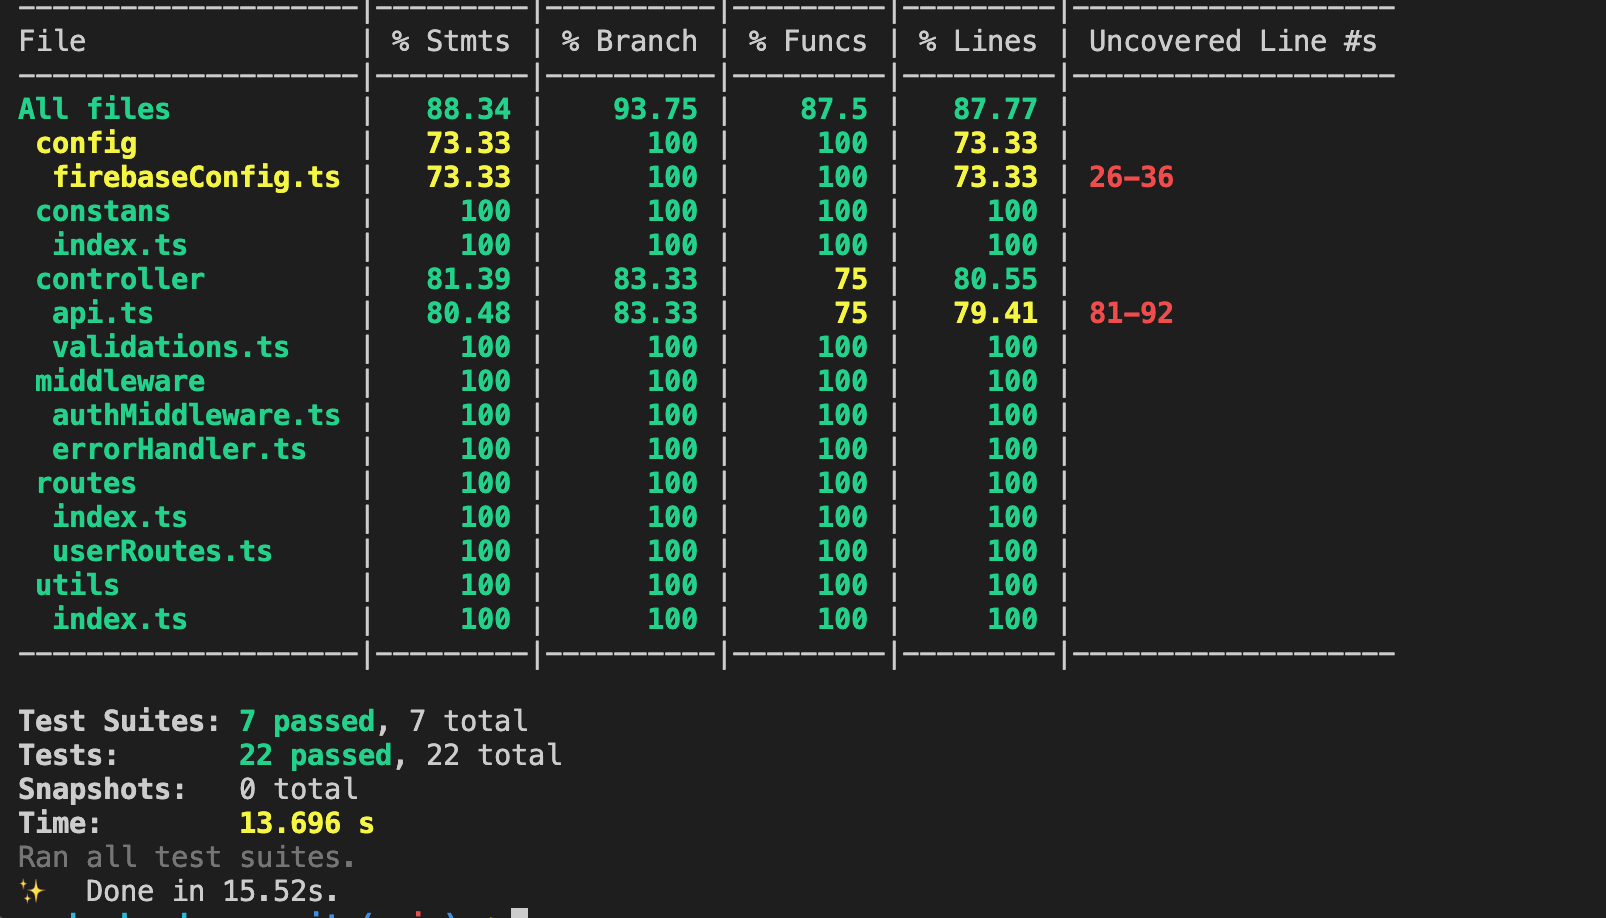 -------------------|---------|----------|---------|---------|-------------------
File | % Stmts | % Branch | % Funcs | % Lines | Uncovered Line #s
-------------------|---------|----------|---------|---------|-------------------
All files | 88.34 | 93.75 | 87.5 | 87.77 |
config | 73.33 | 100 | 100 | 73.33 |
firebaseConfig.ts | 73.33 | 100 | 100 | 73.33 | 26-36
constans | 100 | 100 | 100 | 100 |
index.ts | 100 | 100 | 100 | 100 |
controller | 81.39 | 83.33 | 75 | 80.55 |
api.ts | 80.48 | 83.33 | 75 | 79.41 | 81-92
validations.ts | 100 | 100 | 100 | 100 |
middleware | 100 | 100 | 100 | 100 |
authMiddleware.ts | 100 | 100 | 100 | 100 |
errorHandler.ts | 100 | 100 | 100 | 100 |
routes | 100 | 100 | 100 | 100 |
index.ts | 100 | 100 | 100 | 100 |
userRoutes.ts | 100 | 100 | 100 | 100 |
utils | 100 | 100 | 100 | 100 |
index.ts | 100 | 100 | 100 | 100 |
-------------------|---------|----------|---------|---------|-------------------
Test Suites: 7 passed, 7 total
Tests: 22 passed, 22 total
Snapshots: 0 total
Time: 13.696 s
Ran all test suites.
✨ Done in 15.52s.